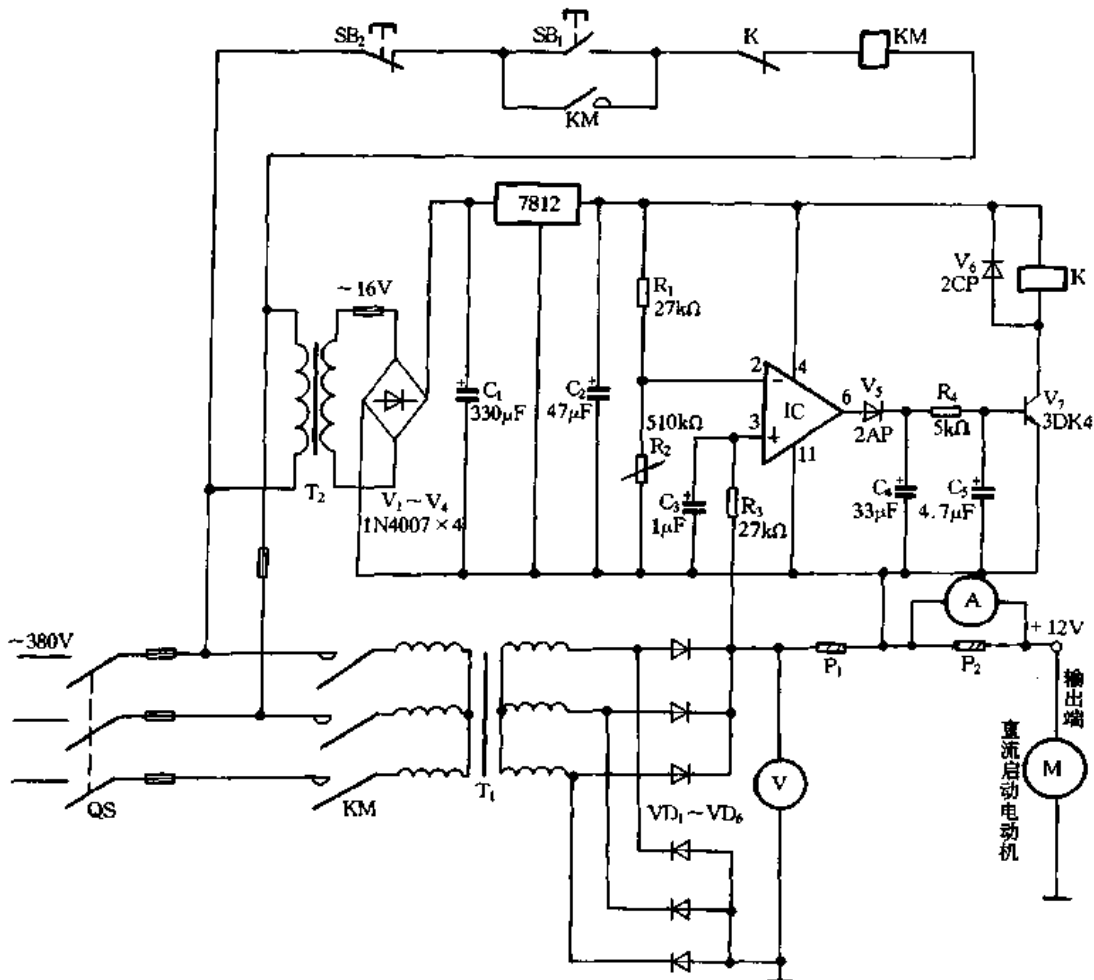 SB₂
SB₁
K
KM
KM
7812
~16V
R₁
27kΩ
V₆
2CP
K
C₁
330μF
C₂
47μF
510kΩ
R₂
2
-
4
IC
3
+
11
6
V₅
2AP
R₄
5kΩ
V₇
3DK4
T₂
V₁~V₄
1N4007×4
C₃
1μF
R₃
27kΩ
C₄
33μF
C₅
4.7μF
A
+12V
~380V
P₁
P₂
输出端
QS
KM
T₁
VD₁~VD₆
V
M
直流启动电动机